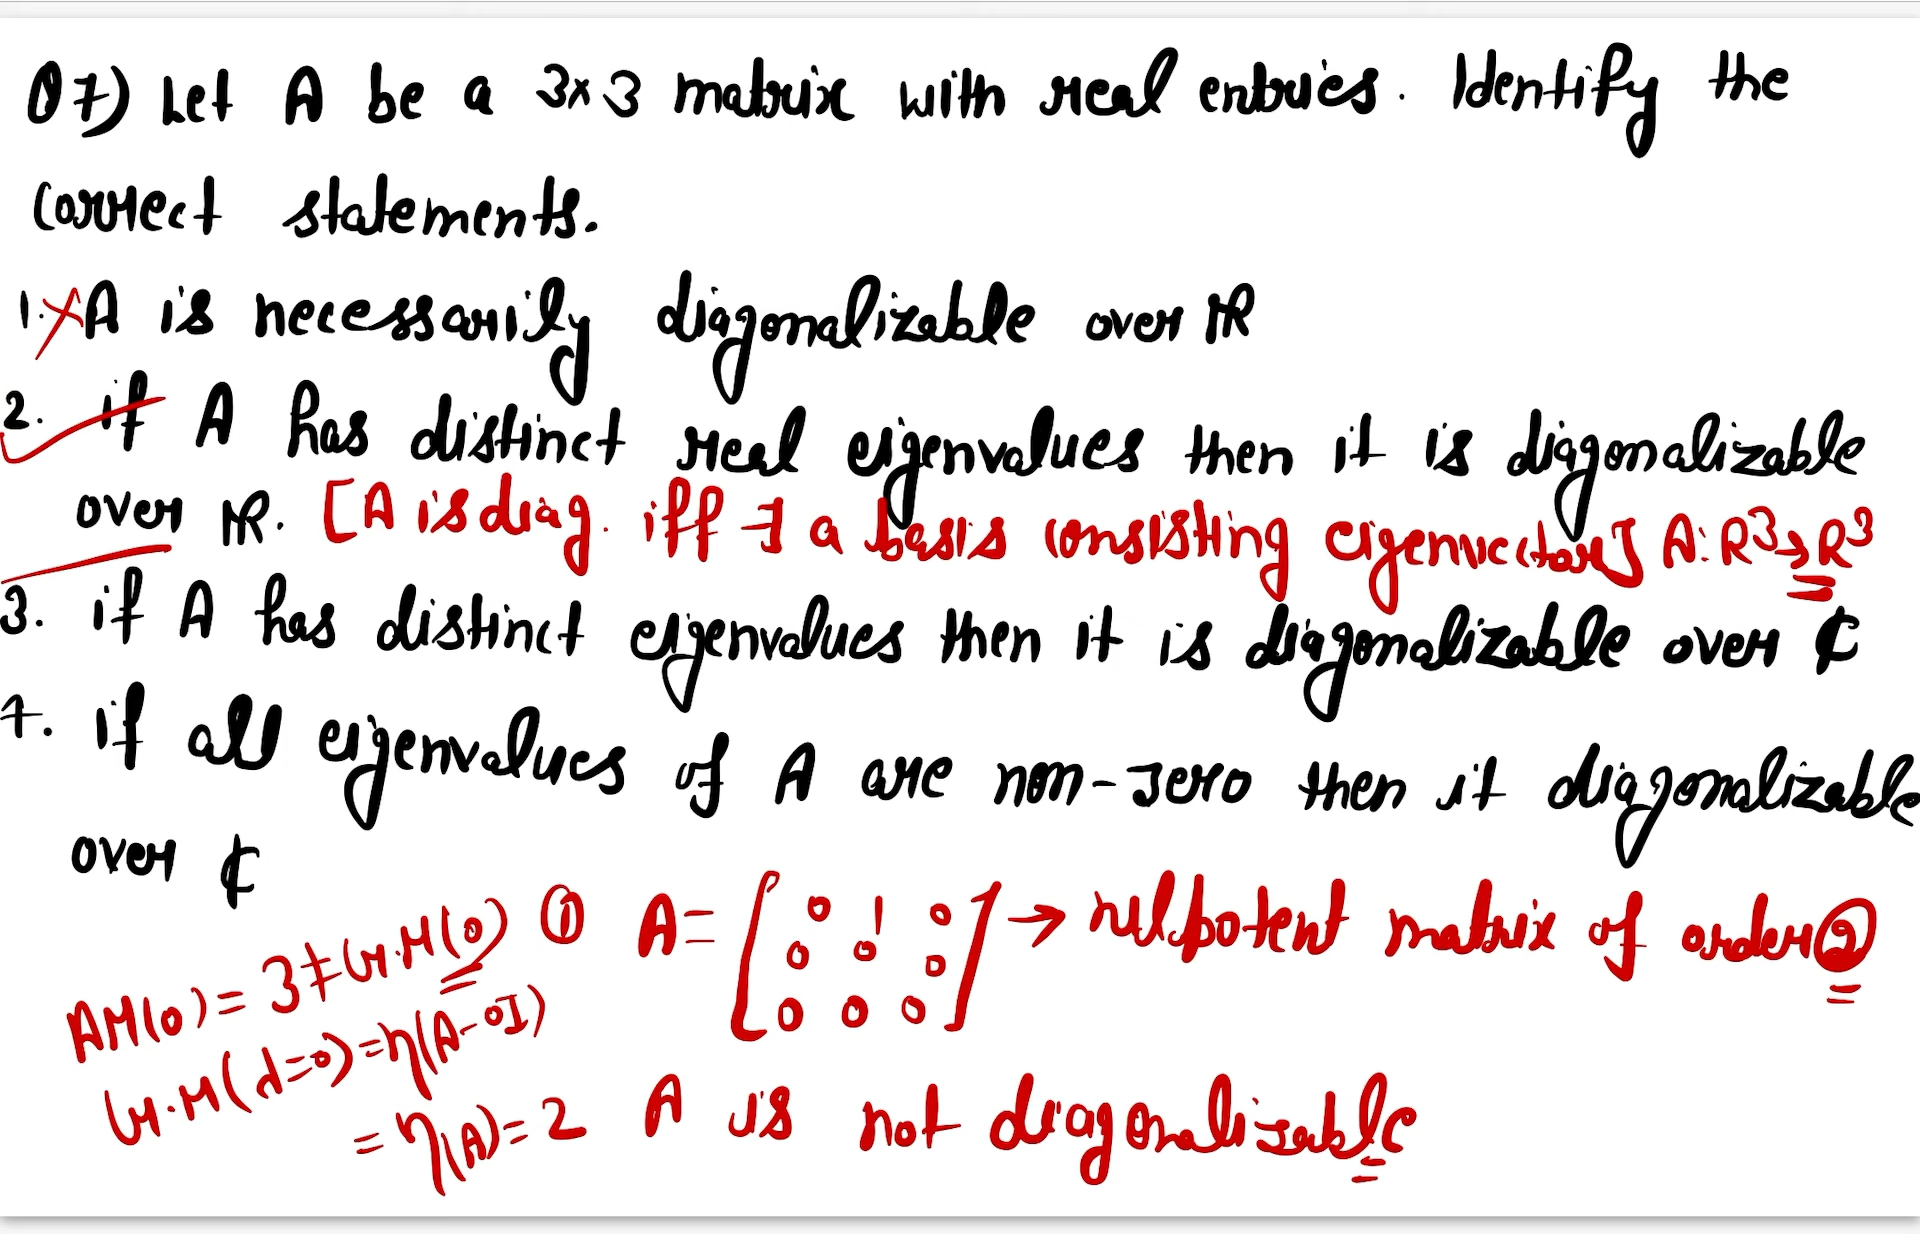 Q7) Let A be a 3×3 matrix with real entries. Identify the
correct statements.
1. A is necessarily diagonalizable over ℝ
2. if A has distinct real eigenvalues then it is diagonalizable
over ℝ. [A is diag. iff ∃ a basis consisting eigenvectors] A: R³→R³
3. if A has distinct eigenvalues then it is diagonalizable over ℂ
4. if all eigenvalues of A are non-zero then it diagonalizable
over ℂ
① A = [0 1 0
0 0 0
0 0 0] → nilpotent matrix of order ②
AM(0) = 3 ≠ G.M(0)
G.M(λ=0) = η(A-0I)
= η(A) = 2
A is not diagonalizable